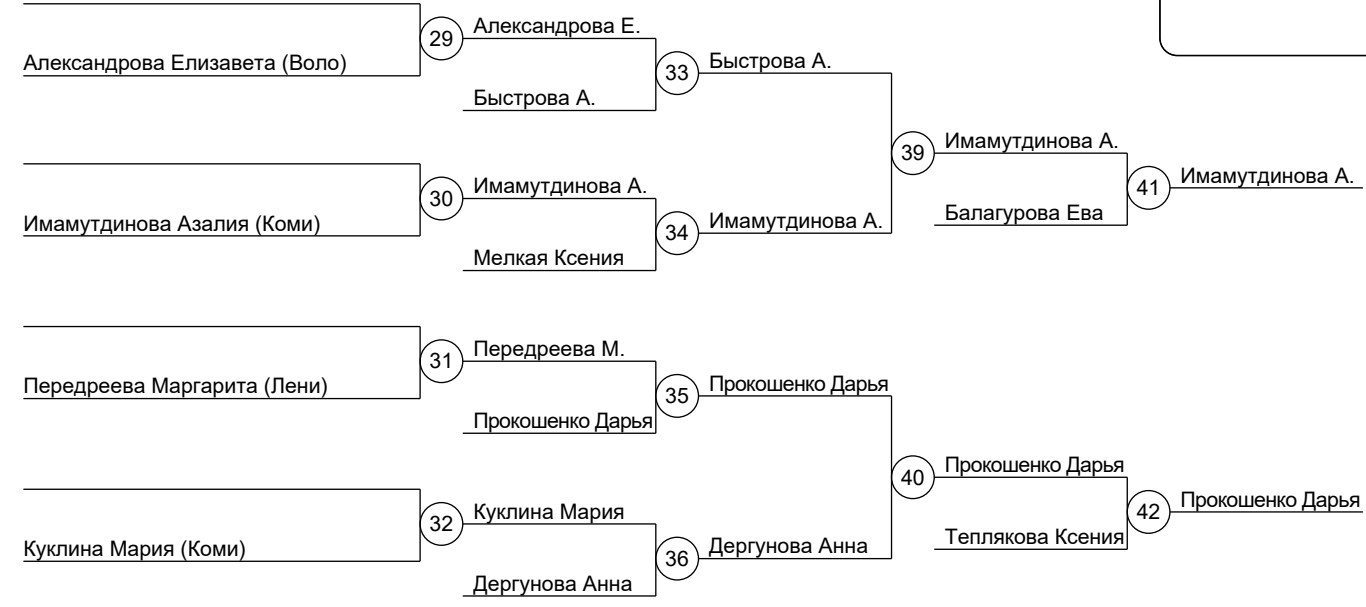 Александрова Е.
29
Александрова Елизавета (Воло)
Быстрова А.
33
Быстрова А.
Имамутдинова А.
39
Имамутдинова А.
30
Имамутдинова А.
41
Имамутдинова Азалия (Коми)
Имамутдинова А.
34
Балагурова Ева
Мелкая Ксения
Передреева М.
31
Передреева Маргарита (Лени)
Прокошенко Дарья
35
Прокошенко Дарья
Прокошенко Дарья
40
Куклина Мария
32
Прокошенко Дарья
42
Куклина Мария (Коми)
Дергунова Анна
36
Теплякова Ксения
Дергунова Анна